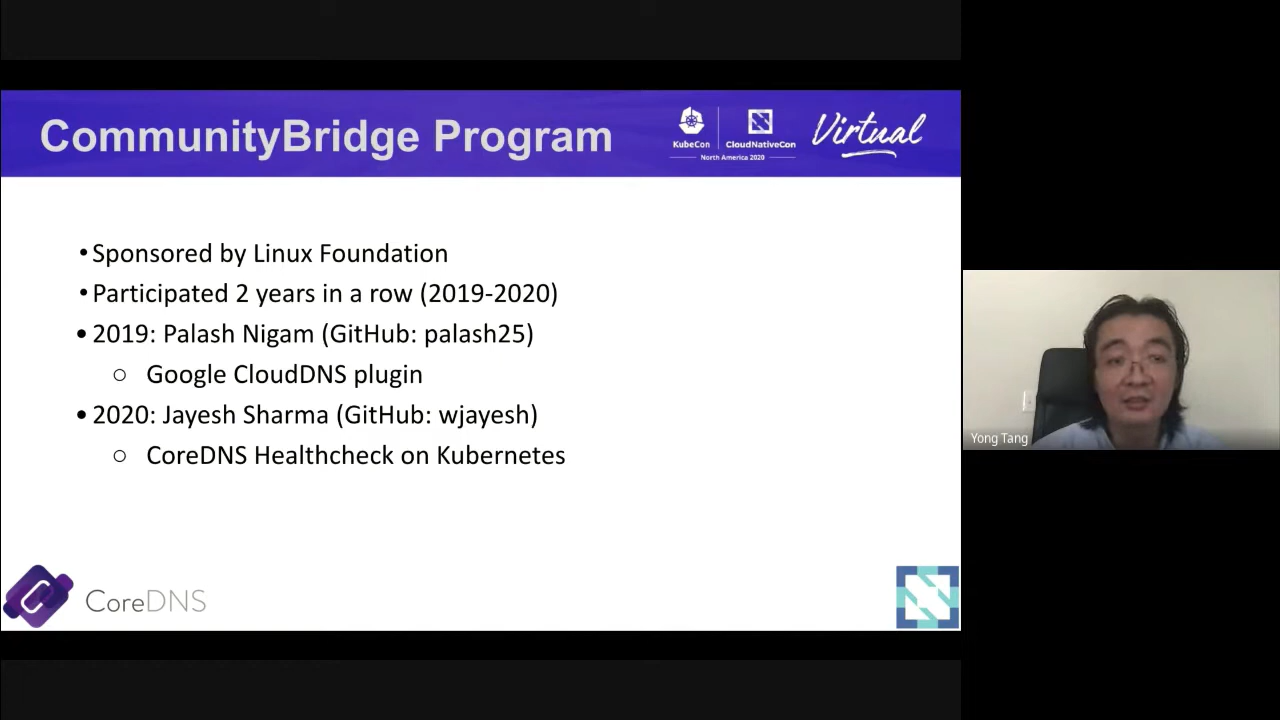 CommunityBridge Program
KubeCon
CloudNativeCon
North America 2020
Virtual
• Sponsored by Linux Foundation
• Participated 2 years in a row (2019-2020)
• 2019: Palash Nigam (GitHub: palash25)
○ Google CloudDNS plugin
• 2020: Jayesh Sharma (GitHub: wjayesh)
○ CoreDNS Healthcheck on Kubernetes
Yong Tang
CoreDNS